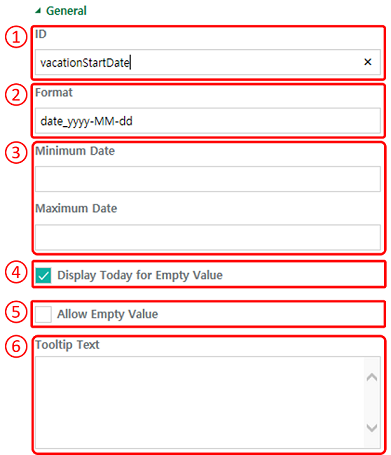 General
① ID
vacationStartDate
② Format
date_yyyy-MM-dd
③ Minimum Date
Maximum Date
④ Display Today for Empty Value
⑤ Allow Empty Value
⑥ Tooltip Text